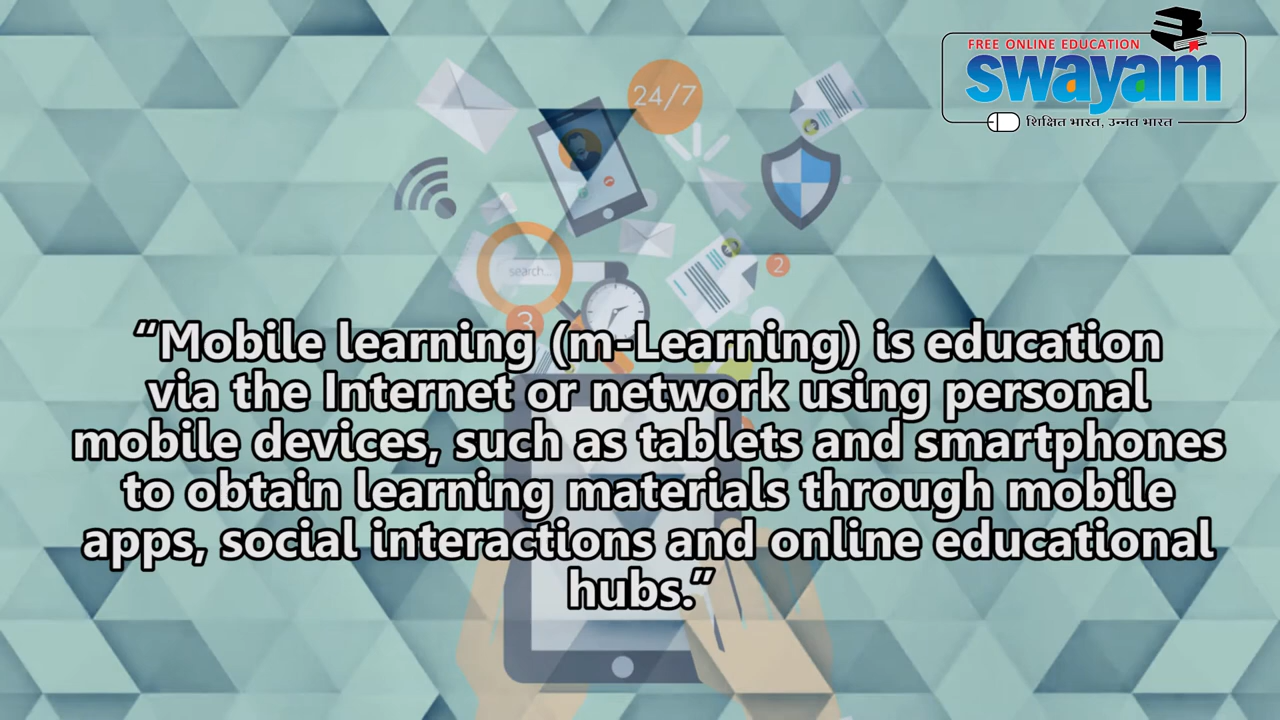 FREE ONLINE EDUCATION
swayam
शिक्षित भारत, उन्नत भारत
24/7
search...
2
3
“Mobile learning (m-Learning) is education
via the Internet or network using personal
mobile devices, such as tablets and smartphones
to obtain learning materials through mobile
apps, social interactions and online educational
hubs.”